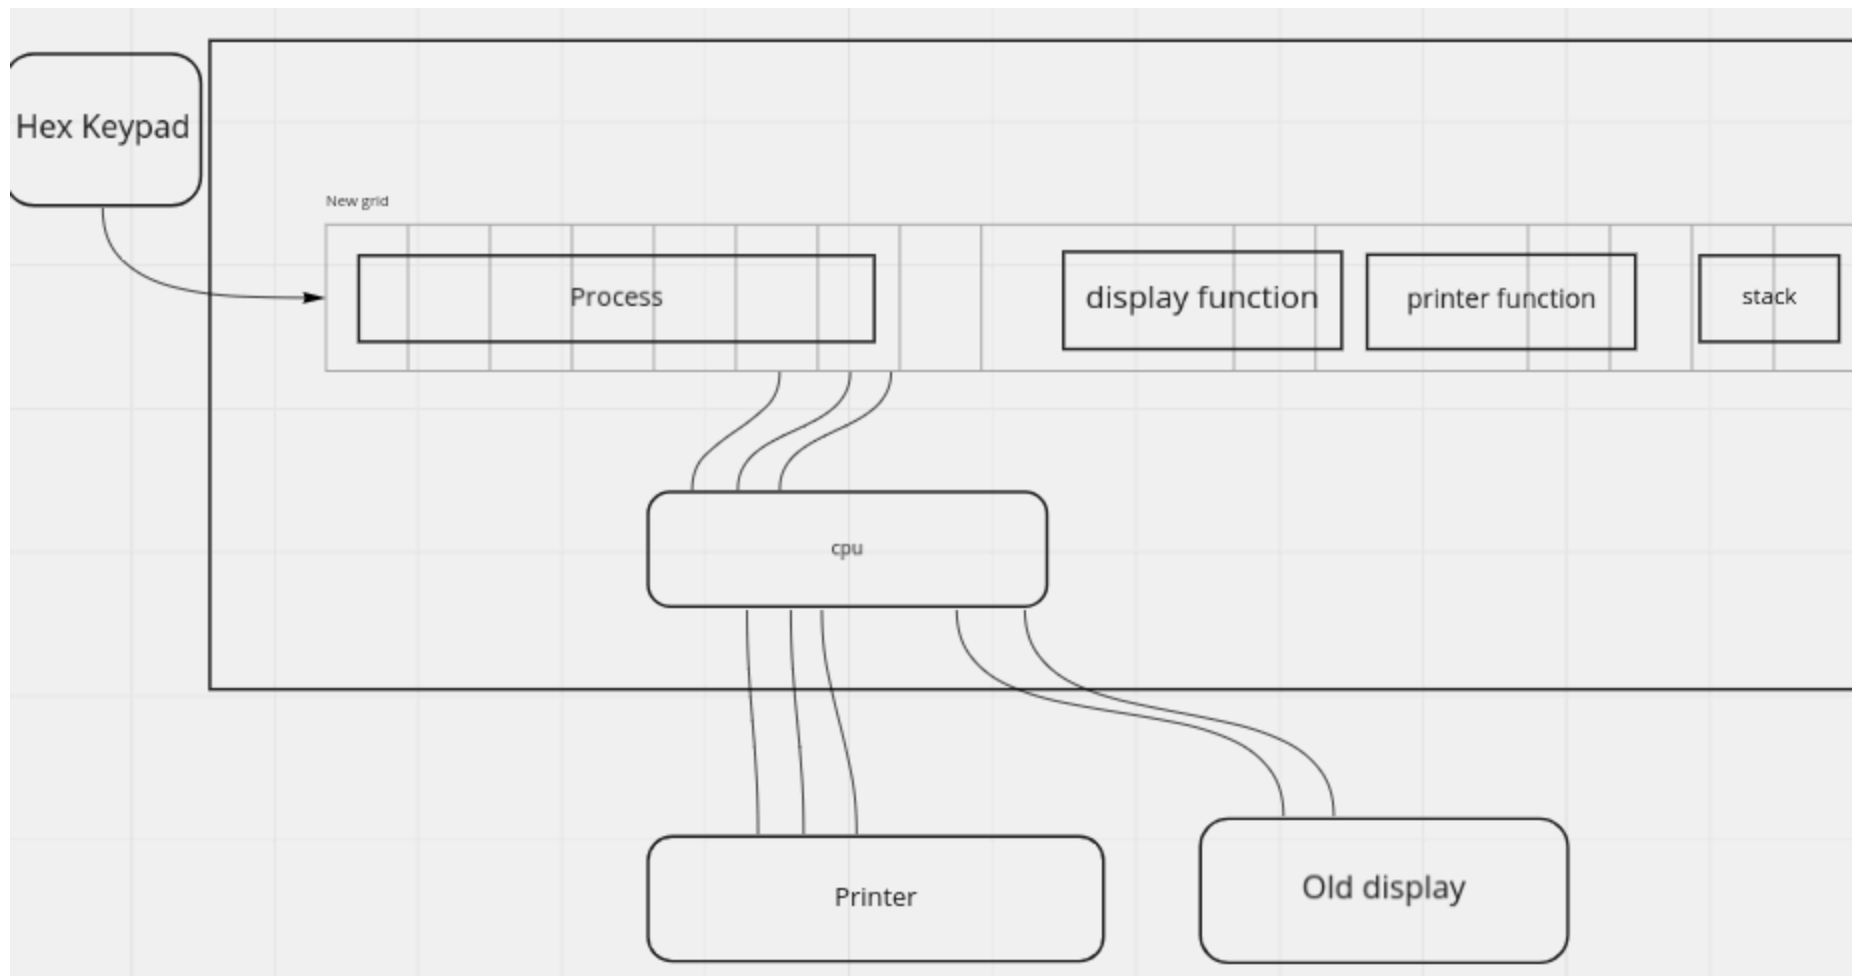 Hex Keypad
New grid
Process
display function
printer function
stack
cpu
Printer
Old display